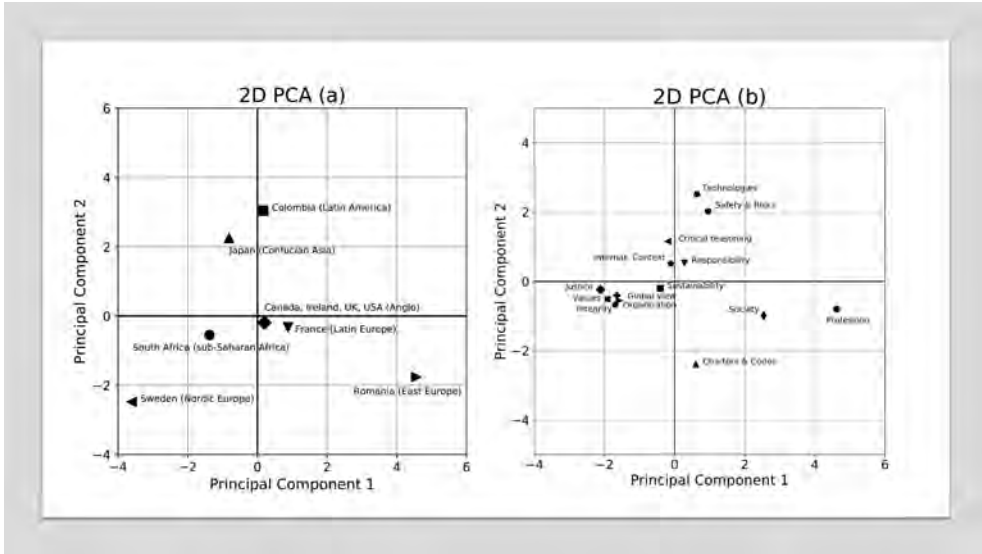 2D PCA (a)
Principal Component 2
6
4
2
0
−2
−4
Colombia (Latin America)
Japan (Confucian Asia)
Canada, Ireland, UK, USA (Anglo)
France (Latin Europe)
South Africa (sub-Saharan Africa)
Romania (East Europe)
Sweden (Nordic Europe)
−4
−2
0
2
4
6
Principal Component 1
2D PCA (b)
Principal Component 2
4
2
0
−2
−4
Technologies
Safety & Risks
Critical reasoning
Internat. Context
Responsibility
Sustainability
Justice
Global view
Values
Organization
Integrity
Society
Profession
Charters & Codes
−4
−2
0
2
4
6
Principal Component 1